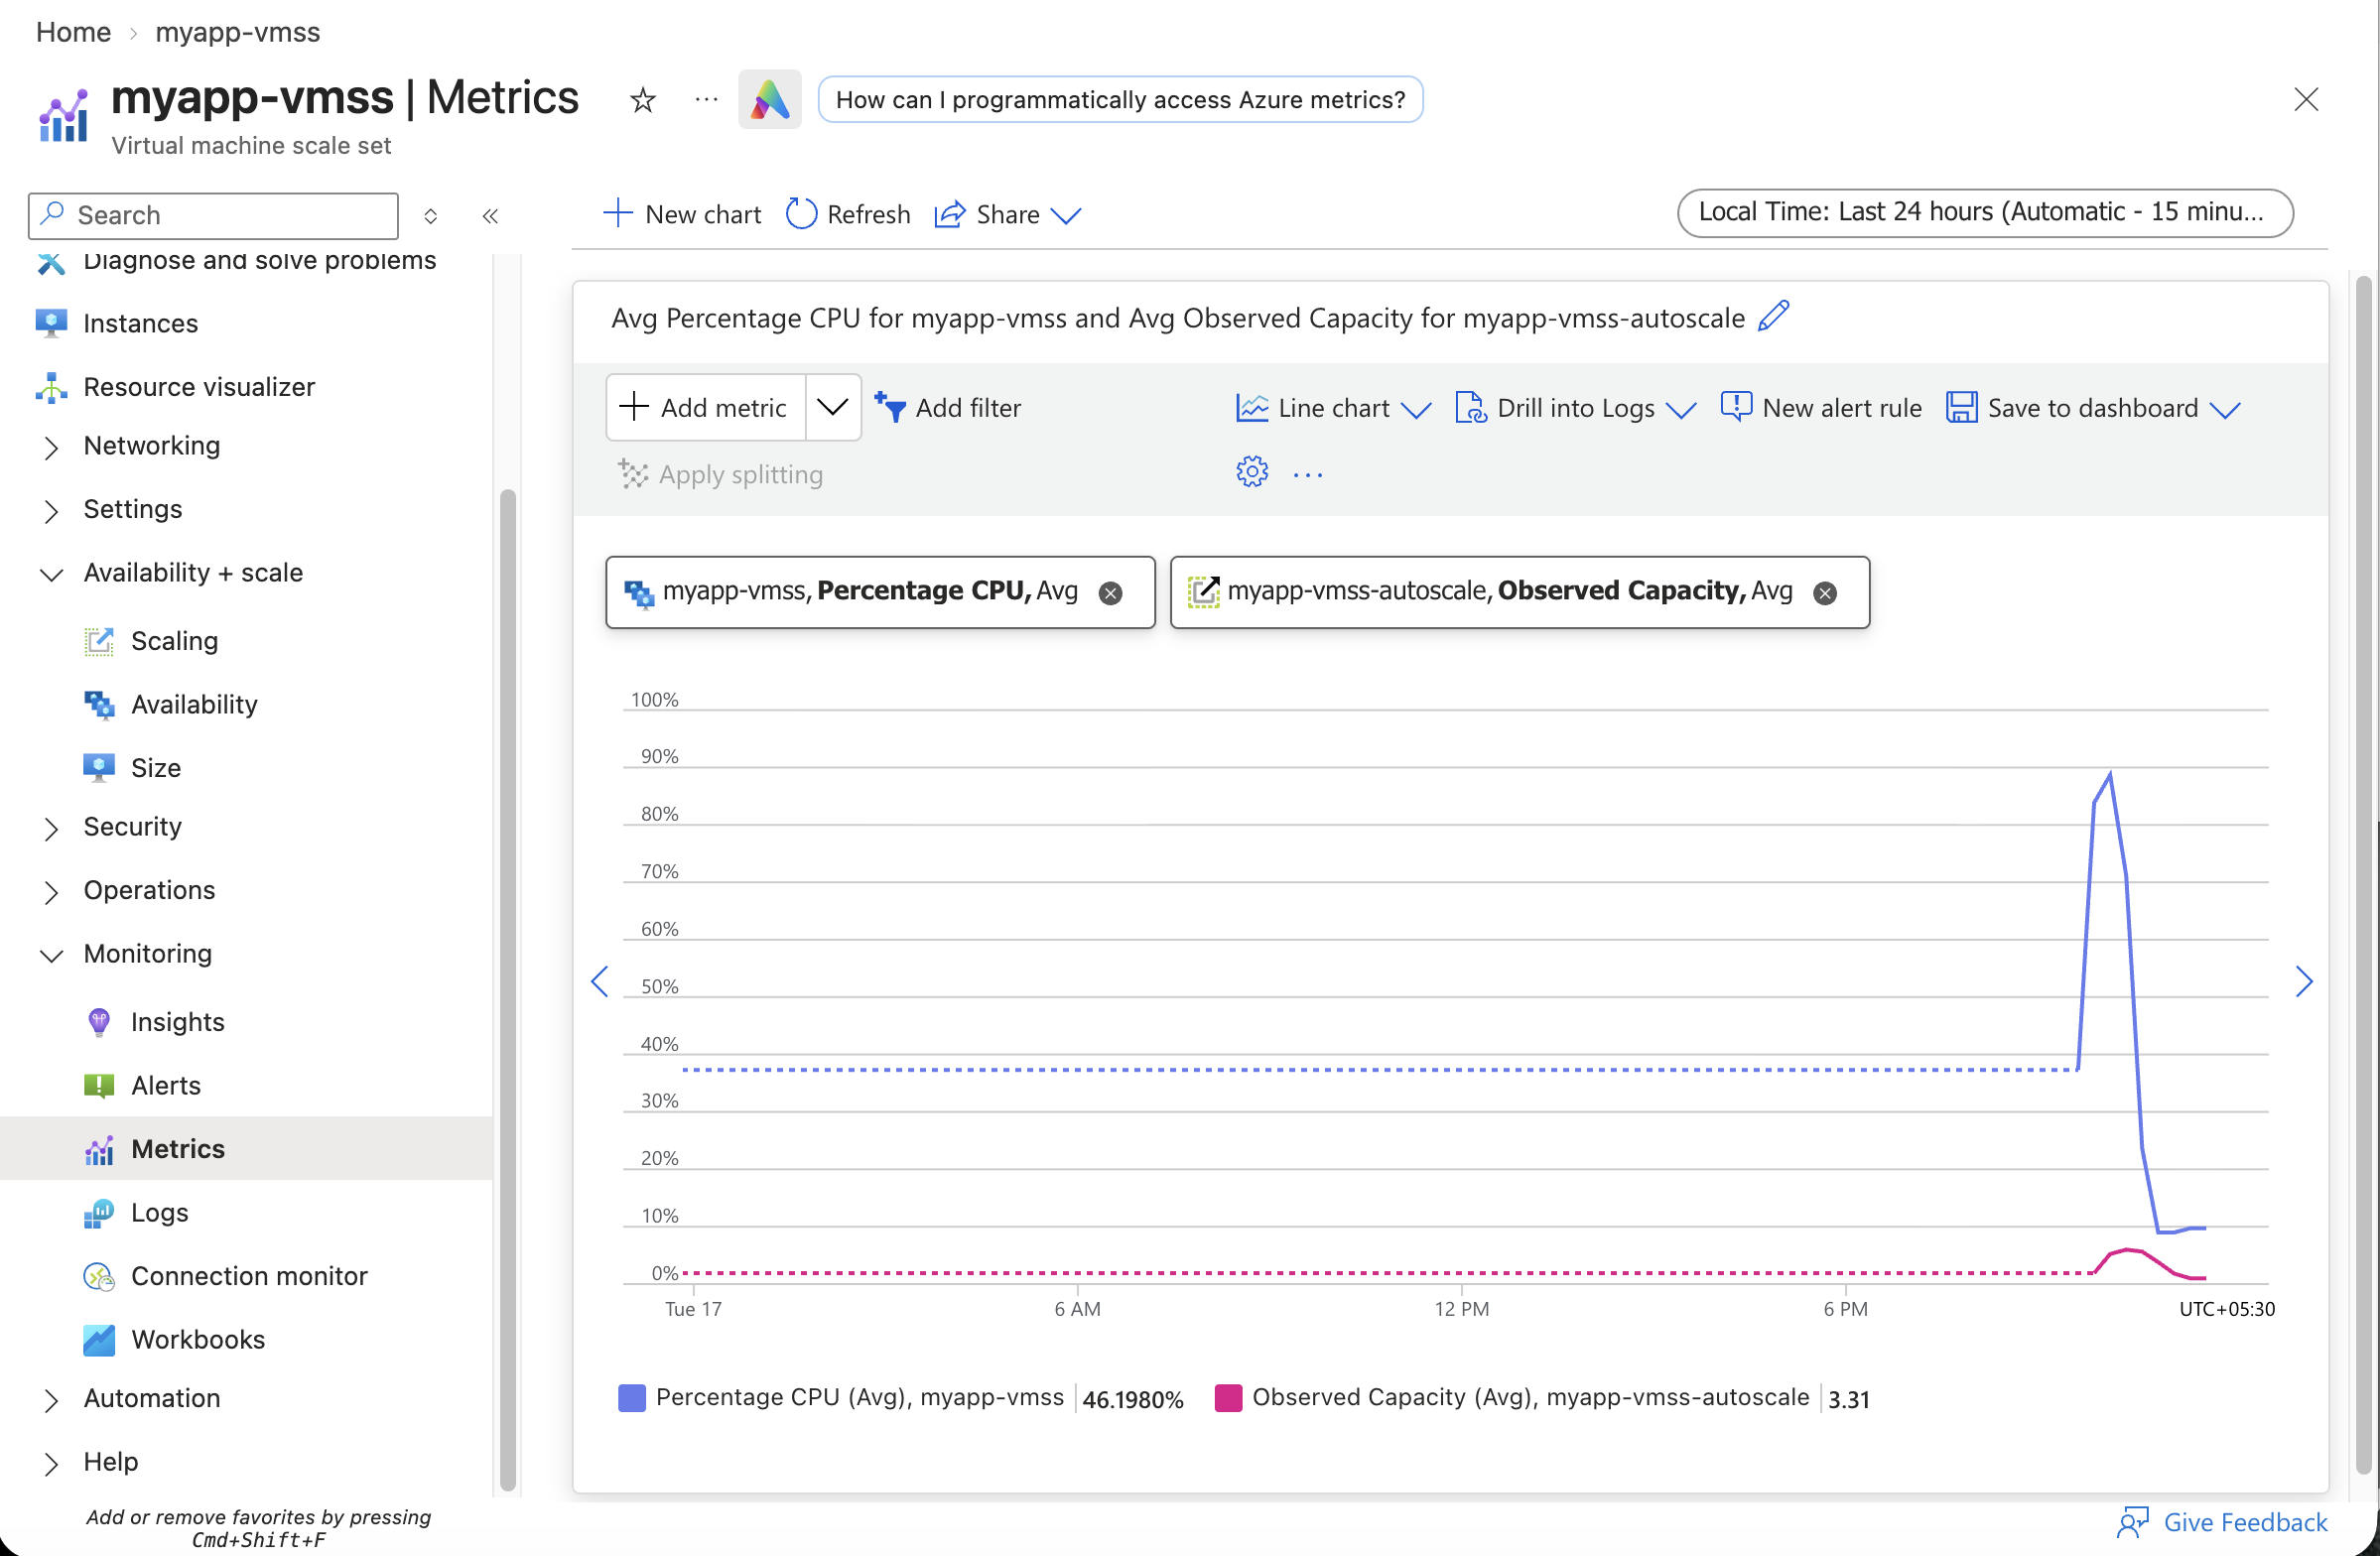 Home > myapp-vmss
myapp-vmss | Metrics
How can I programmatically access Azure metrics?
Virtual machine scale set
Search
Diagnose and solve problems
Instances
Resource visualizer
Networking
Settings
Availability + scale
Scaling
Availability
Size
Security
Operations
Monitoring
Insights
Alerts
Metrics
Logs
Connection monitor
Workbooks
Automation
Help
Add or remove favorites by pressing
Cmd+Shift+F
New chart
Refresh
Share
Local Time: Last 24 hours (Automatic - 15 minu...
Avg Percentage CPU for myapp-vmss and Avg Observed Capacity for myapp-vmss-autoscale
Add metric
Add filter
Line chart
Drill into Logs
New alert rule
Save to dashboard
Apply splitting
myapp-vmss, Percentage CPU, Avg
myapp-vmss-autoscale, Observed Capacity, Avg
100%
90%
80%
70%
60%
50%
40%
30%
20%
10%
0%
Tue 17
6 AM
12 PM
6 PM
UTC+05:30
Percentage CPU (Avg), myapp-vmss | 46.1980%
Observed Capacity (Avg), myapp-vmss-autoscale | 3.31
Give Feedback